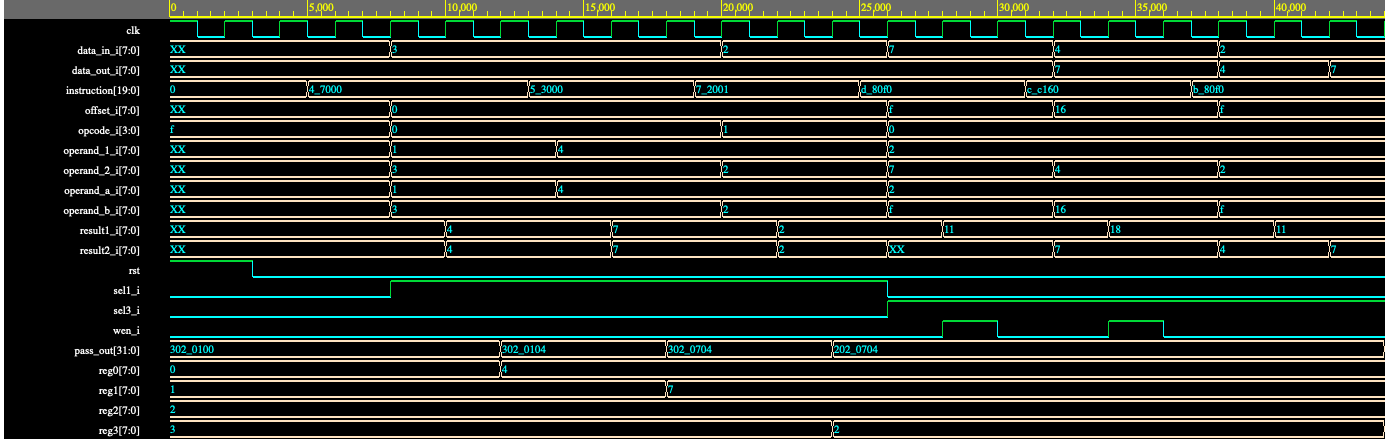 0 5,000 10,000 15,000 20,000 25,000 30,000 35,000 40,000
clk
data_in_i[7:0] XX 3 2 7 4 2
data_out_i[7:0] XX 7 4 7
instruction[19:0] 0 4_7000 5_3000 7_2001 d_80f0 c_c160 b_80f0
offset_i[7:0] XX 0 f 16 f
opcode_i[3:0] f 0 1 0
operand_1_i[7:0] XX 1 4 2
operand_2_i[7:0] XX 3 2 7 4 2
operand_a_i[7:0] XX 1 4 2
operand_b_i[7:0] XX 3 2 f 16 f
result1_i[7:0] XX 4 7 2 11 18 11
result2_i[7:0] XX 4 7 2 XX 7 4 7
rst
sel1_i
sel3_i
wen_i
pass_out[31:0] 302_0100 302_0104 302_0704 202_0704
reg0[7:0] 0 4
reg1[7:0] 1 7
reg2[7:0] 2
reg3[7:0] 3 2